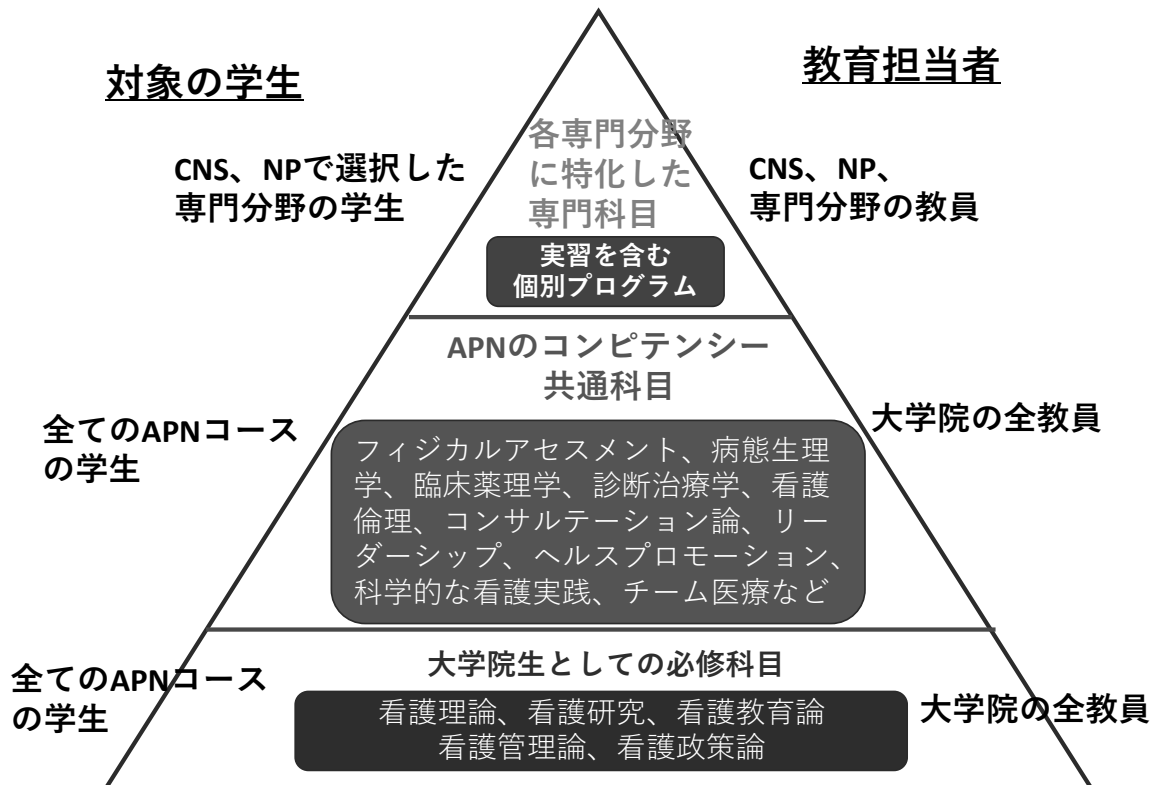 対象の学生
教育担当者
各専門分野
に特化した
専門科目
CNS、NPで選択した
専門分野の学生
CNS、NP、
専門分野の教員
実習を含む
個別プログラム
APNのコンピテンシー
共通科目
全てのAPNコース
の学生
大学院の全教員
フィジカルアセスメント、病態生理
学、臨床薬理学、診断治療学、看護
倫理、コンサルテーション論、リー
ダーシップ、ヘルスプロモーション、
科学的な看護実践、チーム医療など
大学院生としての必修科目
全てのAPNコース
の学生
大学院の全教員
看護理論、看護研究、看護教育論
看護管理論、看護政策論